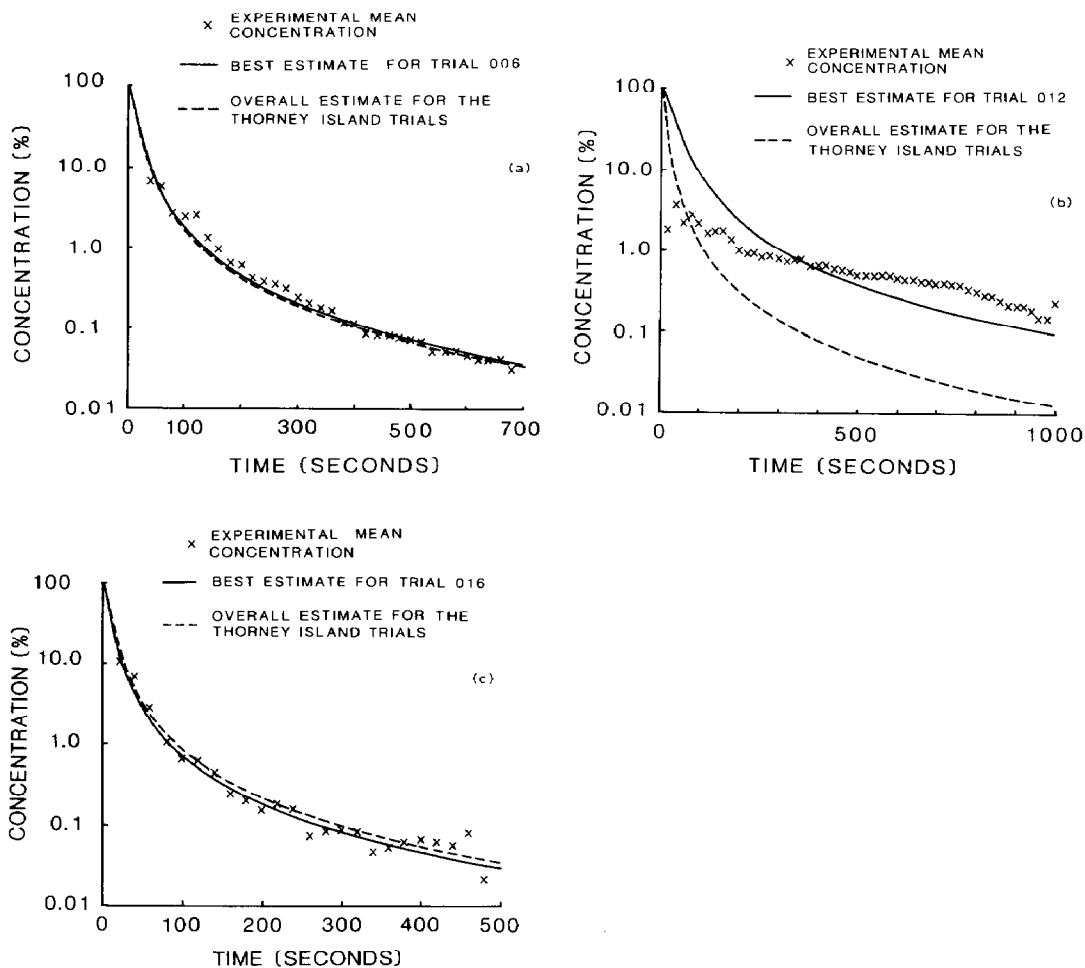 × EXPERIMENTAL MEAN
CONCENTRATION
BEST ESTIMATE FOR TRIAL 006
OVERALL ESTIMATE FOR THE
THORNEY ISLAND TRIALS
(a)
CONCENTRATION (%)
100
10.0
1.0
0.1
0.01
0 100 300 500 700
TIME (SECONDS)
× EXPERIMENTAL MEAN
CONCENTRATION
BEST ESTIMATE FOR TRIAL 012
OVERALL ESTIMATE FOR THE
THORNEY ISLAND TRIALS
(b)
CONCENTRATION (%)
100
10.0
1.0
0.1
0.01
0 500 1000
TIME (SECONDS)
× EXPERIMENTAL MEAN
CONCENTRATION
BEST ESTIMATE FOR TRIAL 016
OVERALL ESTIMATE FOR THE
THORNEY ISLAND TRIALS
(c)
CONCENTRATION (%)
100
10.0
1.0
0.1
0.01
0 100 200 300 400 500
TIME (SECONDS)